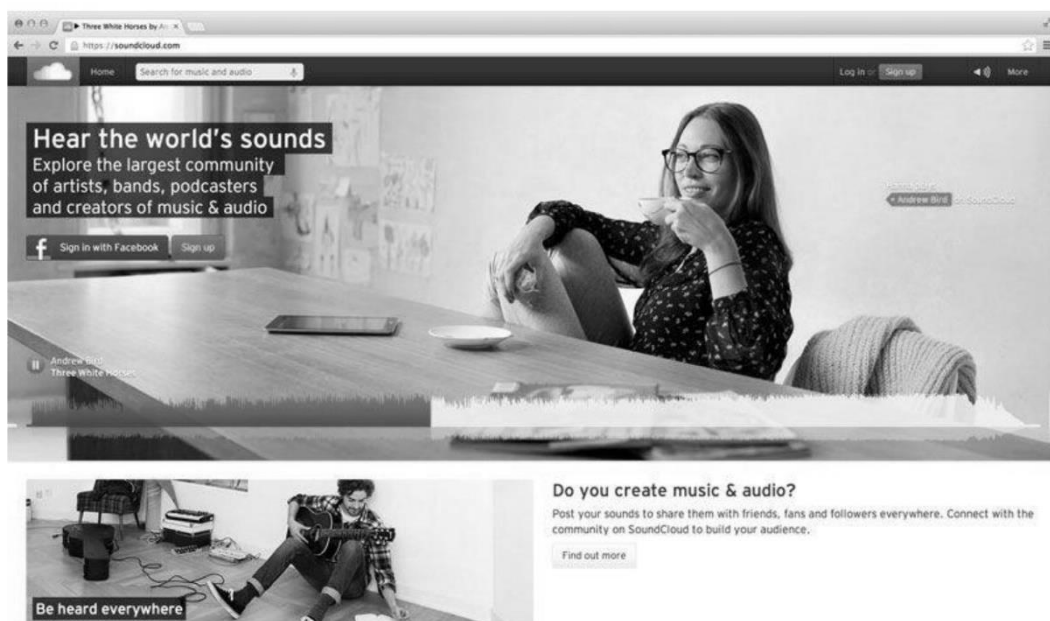 Three White Horses by A
https://soundcloud.com
Home
Search for music and audio
Log in or Sign up
More
Hear the world's sounds
Explore the largest community
of artists, bands, podcasters
and creators of music & audio
Sign in with Facebook
Sign up
Andrew Bird on SoundCloud
Andrew Bird
Three White Horses
Do you create music & audio?
Post your sounds to share them with friends, fans and followers everywhere. Connect with the
community on SoundCloud to build your audience.
Find out more
Be heard everywhere